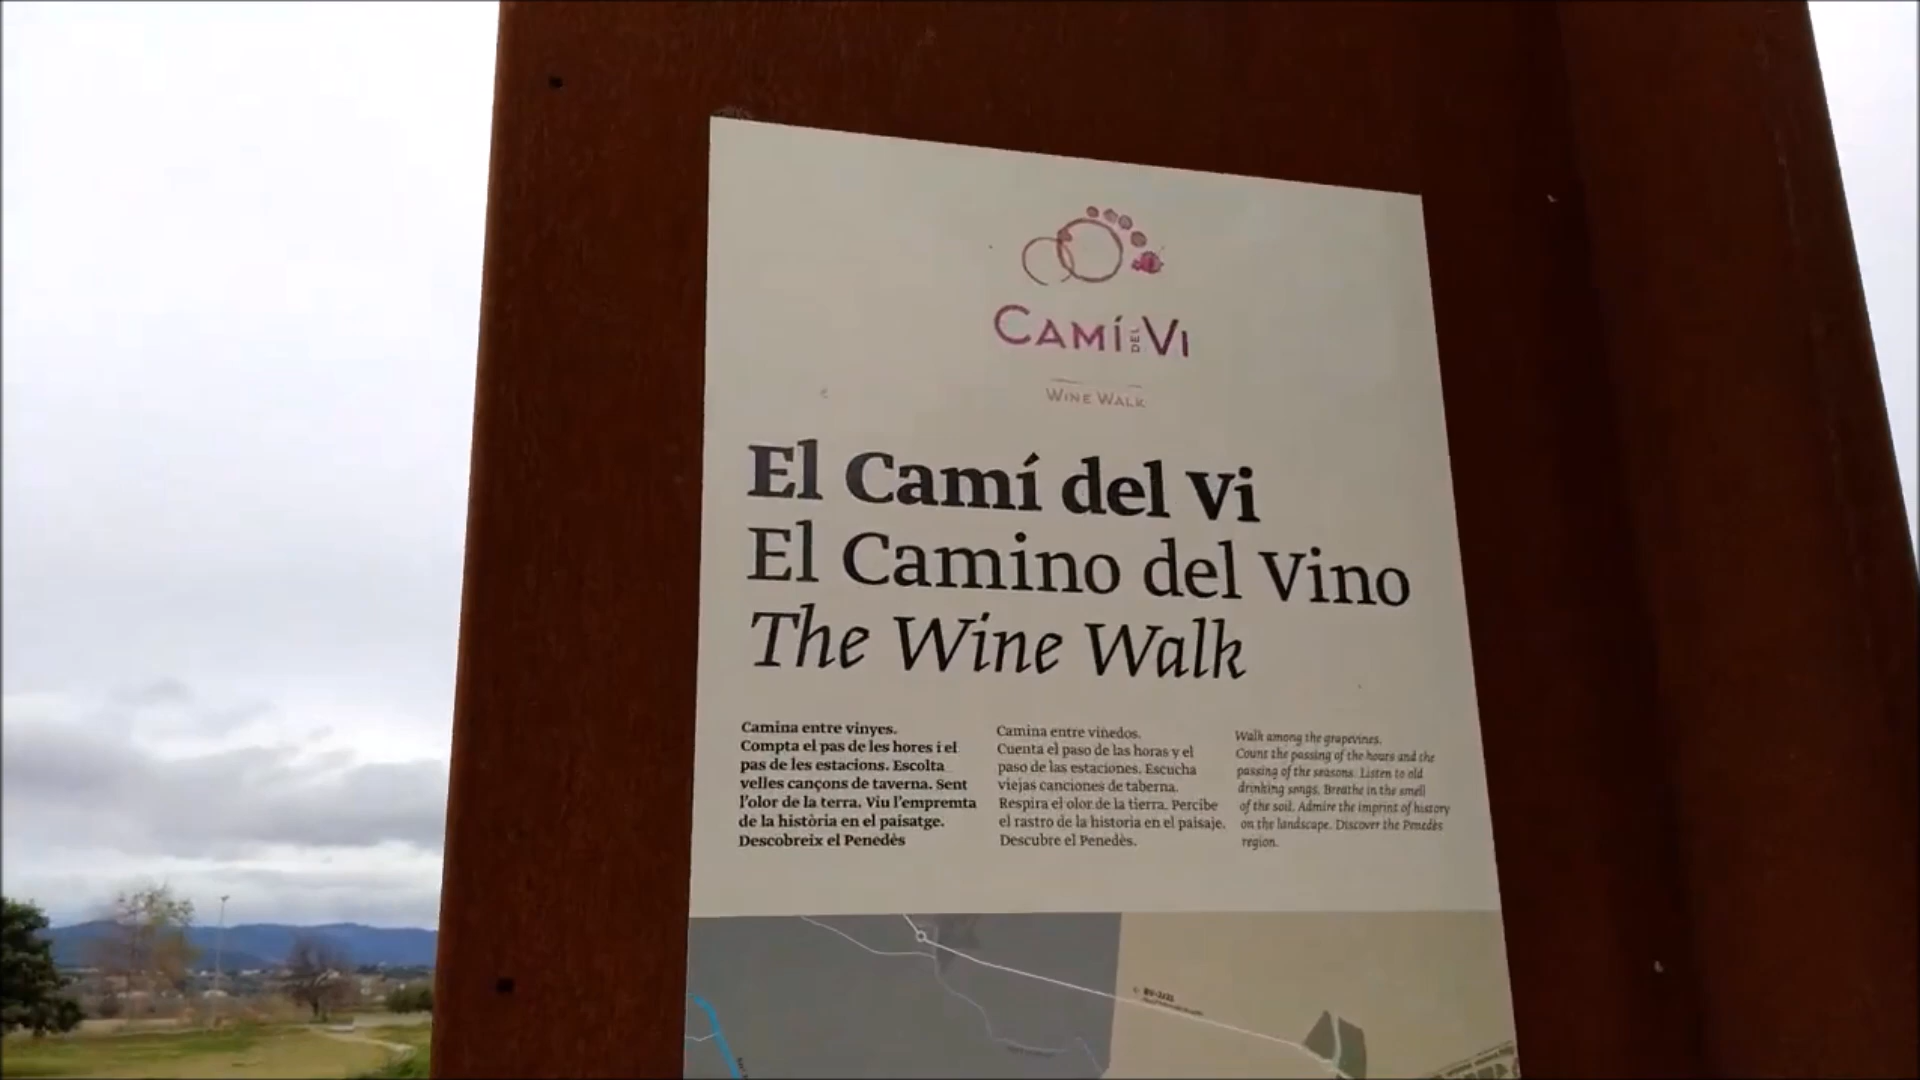 CAMÍ DEL VI
WINE WALK
El Camí del Vi
El Camino del Vino
The Wine Walk
Camina entre vinyes.
Compta el pas de les hores i el
pas de les estacions. Escolta
velles cançons de taverna. Sent
l'olor de la terra. Viu l'empremta
de la història en el paisatge.
Descobreix el Penedès
Camina entre viñedos.
Cuenta el paso de las horas y el
paso de las estaciones. Escucha
viejas canciones de taberna.
Respira el olor de la tierra. Percibe
el rastro de la historia en el paisaje.
Descubre el Penedès.
Walk among the grapevines.
Count the passing of the hours and the
passing of the seasons. Listen to old
drinking songs. Breathe in the smell
of the soil. Admire the imprint of history
on the landscape. Discover the Penedès
region.